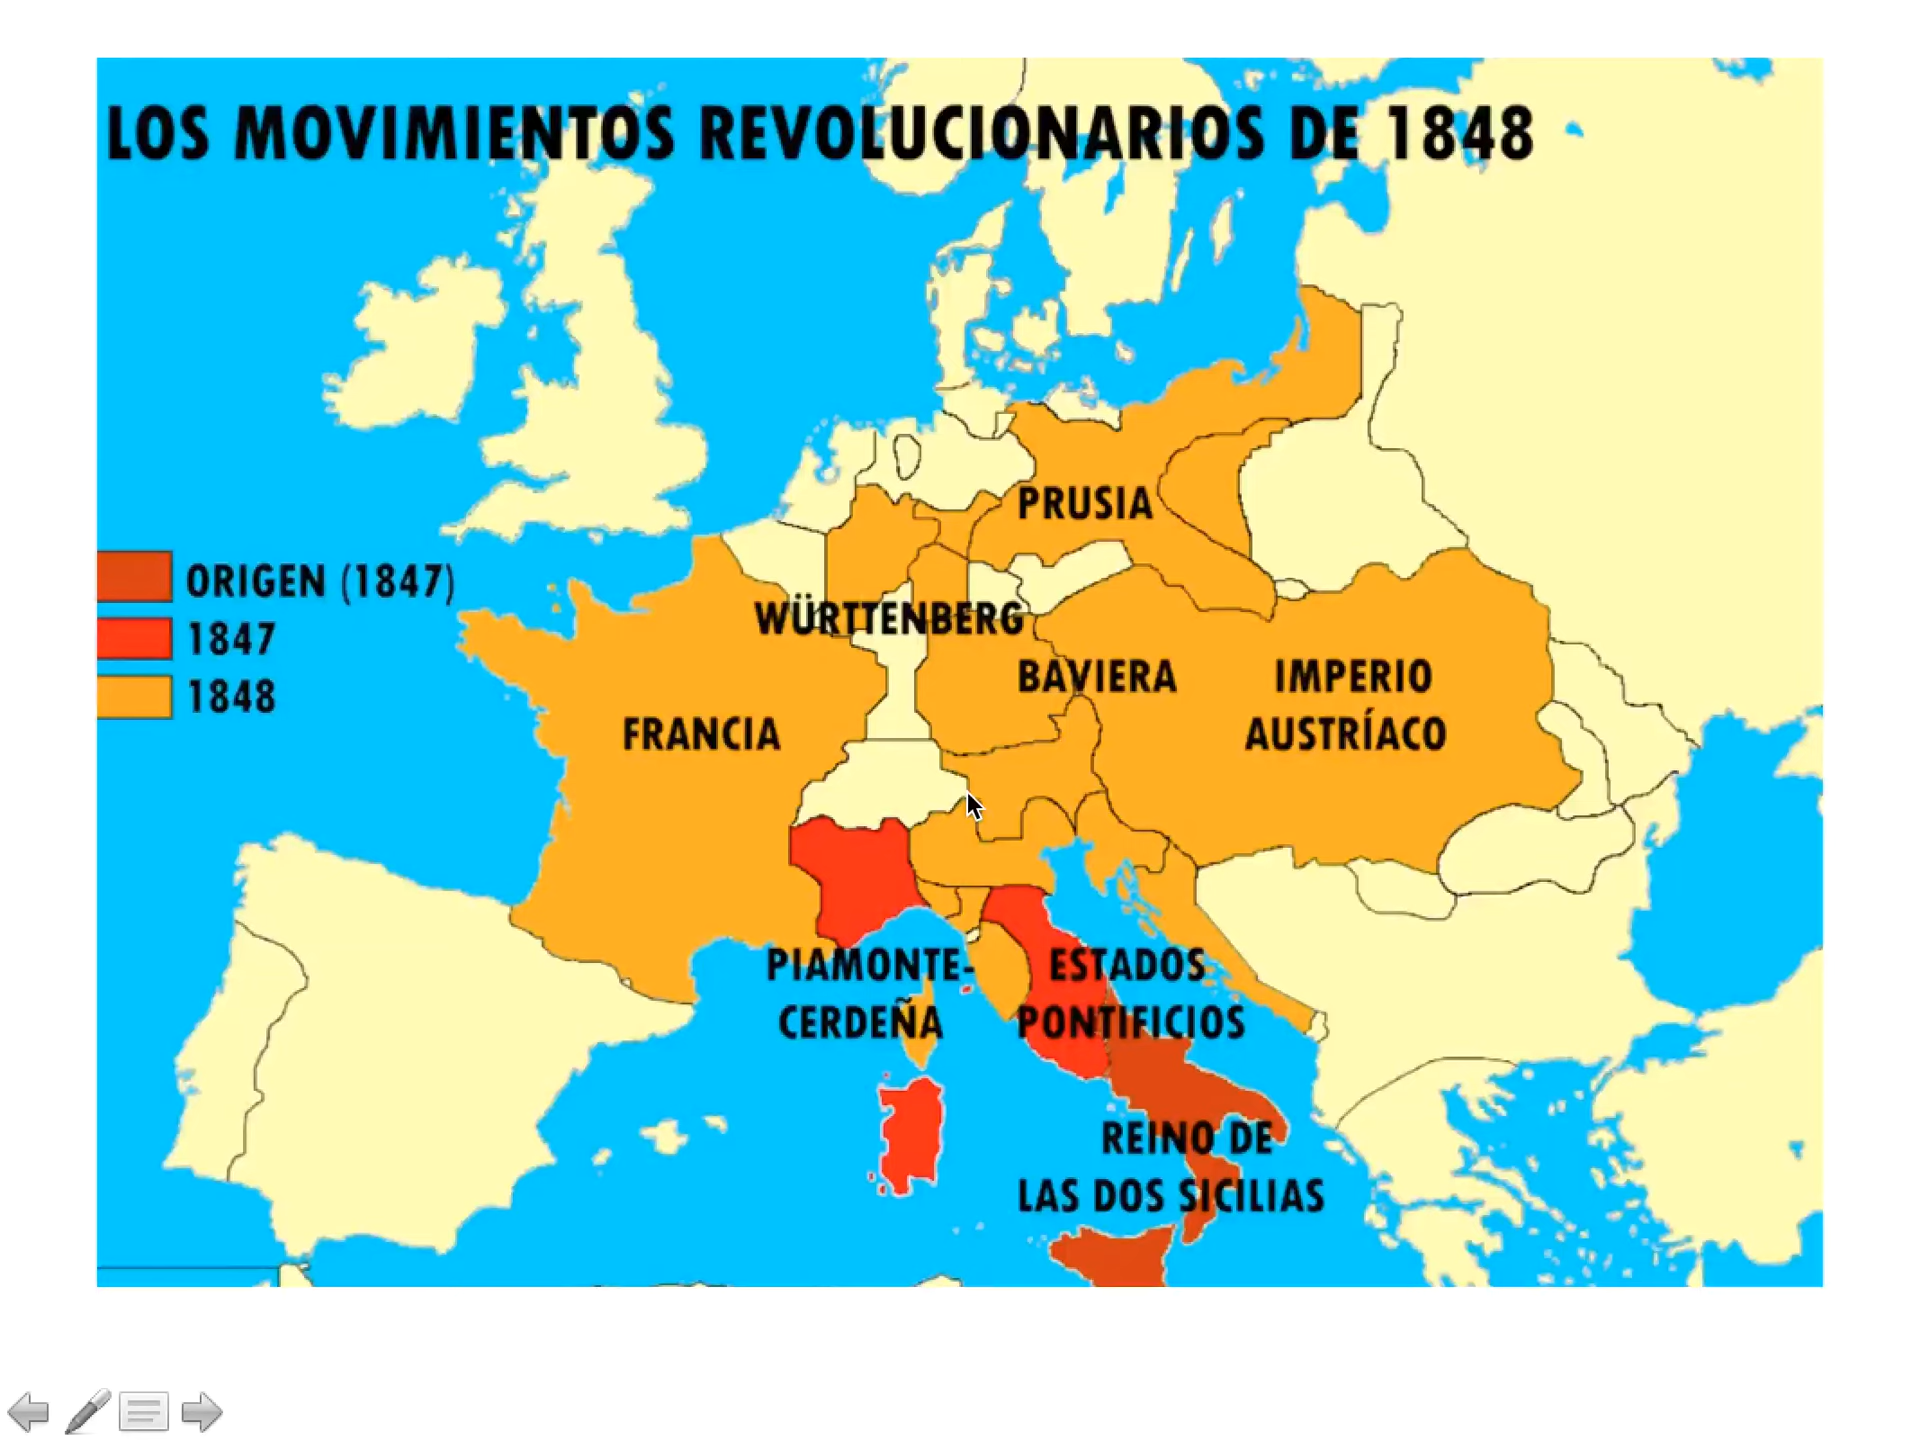 LOS MOVIMIENTOS REVOLUCIONARIOS DE 1848
ORIGEN (1847)
1847
1848
PRUSIA
WÜRTTENBERG
BAVIERA
IMPERIO
AUSTRÍACO
FRANCIA
PIAMONTE-
CERDEÑA
ESTADOS
PONTIFICIOS
REINO DE
LAS DOS SICILIAS